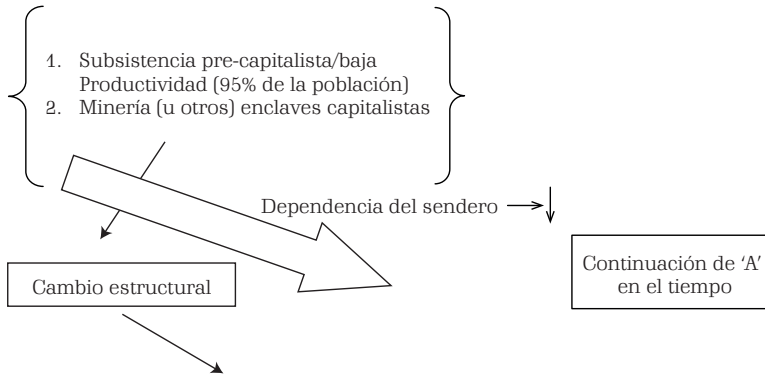 1. Subsistencia pre-capitalista/baja
Productividad (95% de la población)
2. Minería (u otros) enclaves capitalistas
Dependencia del sendero
Cambio estructural
Continuación de ‘A’
en el tiempo